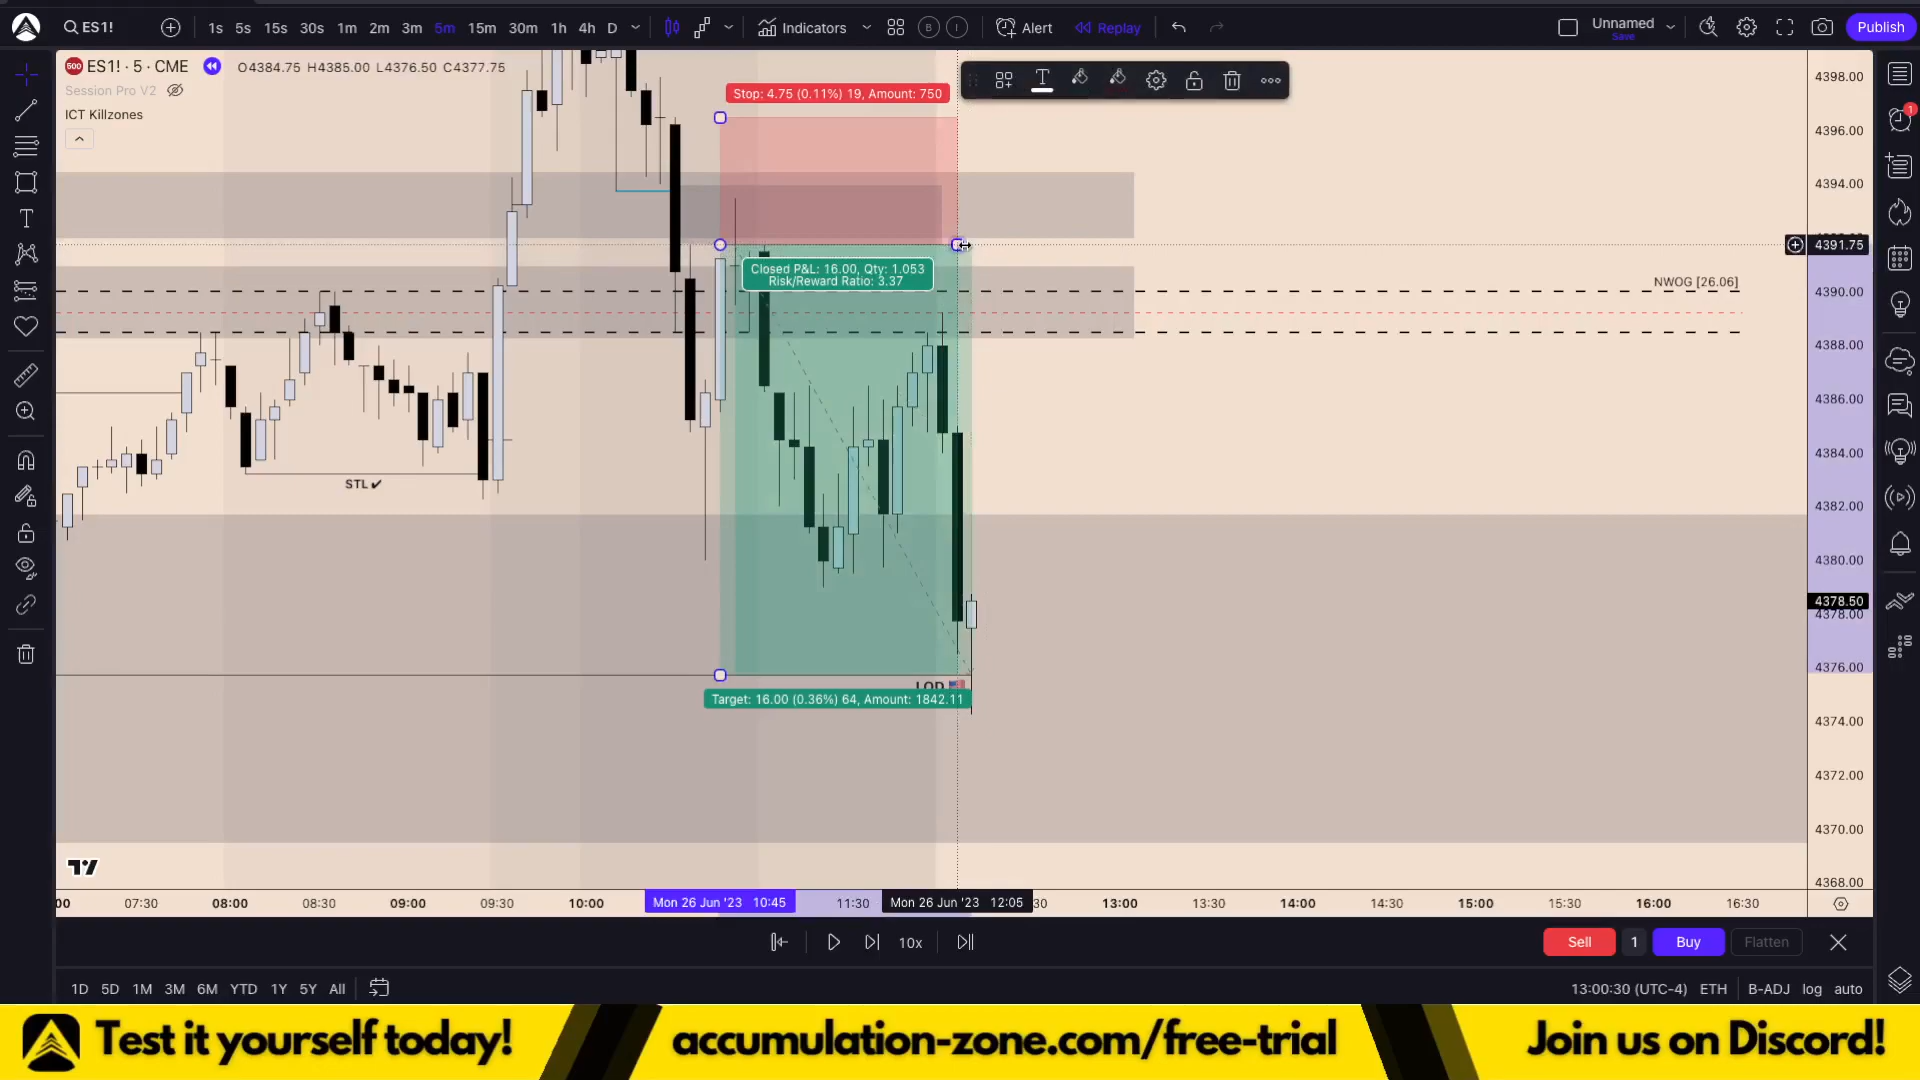 ES1!
1s 5s 15s 30s 1m 2m 3m 5m 15m 30m 1h 4h D
Indicators
B I
Alert
Replay
Unnamed
Save
Publish
500 ES1! · 5 · CME
O4384.75 H4385.00 L4376.50 C4377.75
Session Pro V2
ICT Killzones
Stop: 4.75 (0.11%) 19, Amount: 750
T
1
Closed P&L: 16.00, Qty: 1.053
Risk/Reward Ratio: 3.37
NWOG [26.06]
STL ✔
LOD
Target: 16.00 (0.36%) 64, Amount: 1842.11
4398.00
4396.00
4394.00
4391.75
4390.00
4388.00
4386.00
4384.00
4382.00
4380.00
4378.50
4378.00
4376.00
4374.00
4372.00
4370.00
4368.00
00 07:30 08:00 08:30 09:00 09:30 10:00 Mon 26 Jun '23 10:45 11:30 Mon 26 Jun '23 12:05 30 13:00 13:30 14:00 14:30 15:00 15:30 16:00 16:30
10x
Sell 1 Buy Flatten
1D 5D 1M 3M 6M YTD 1Y 5Y All
13:00:30 (UTC-4) ETH B-ADJ log auto
Test it yourself today! accumulation-zone.com/free-trial Join us on Discord!